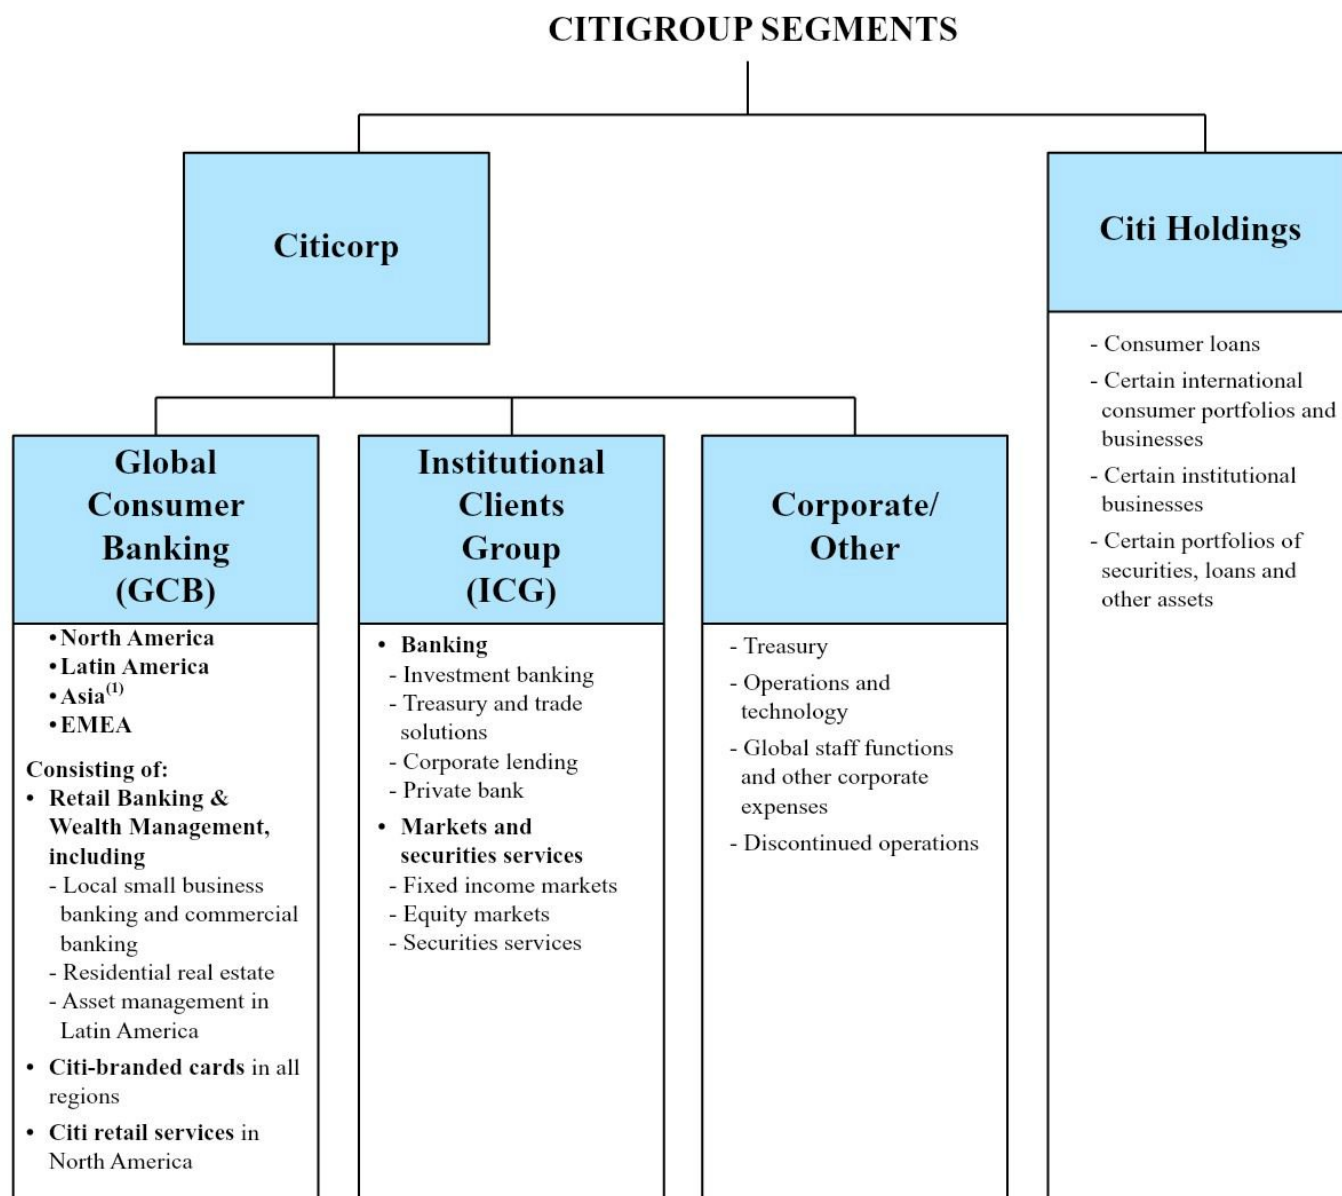 CITIGROUP SEGMENTS
Citicorp
Citi Holdings
- Consumer loans
- Certain international
consumer portfolios and
businesses
- Certain institutional
businesses
- Certain portfolios of
securities, loans and
other assets
Global
Consumer
Banking
(GCB)
• North America
• Latin America
• Asia(1)
• EMEA
Consisting of:
• Retail Banking &
Wealth Management,
including
- Local small business
banking and commercial
banking
- Residential real estate
- Asset management in
Latin America
• Citi-branded cards in all
regions
• Citi retail services in
North America
Institutional
Clients
Group
(ICG)
• Banking
- Investment banking
- Treasury and trade
solutions
- Corporate lending
- Private bank
• Markets and
securities services
- Fixed income markets
- Equity markets
- Securities services
Corporate/
Other
- Treasury
- Operations and
technology
- Global staff functions
and other corporate
expenses
- Discontinued operations